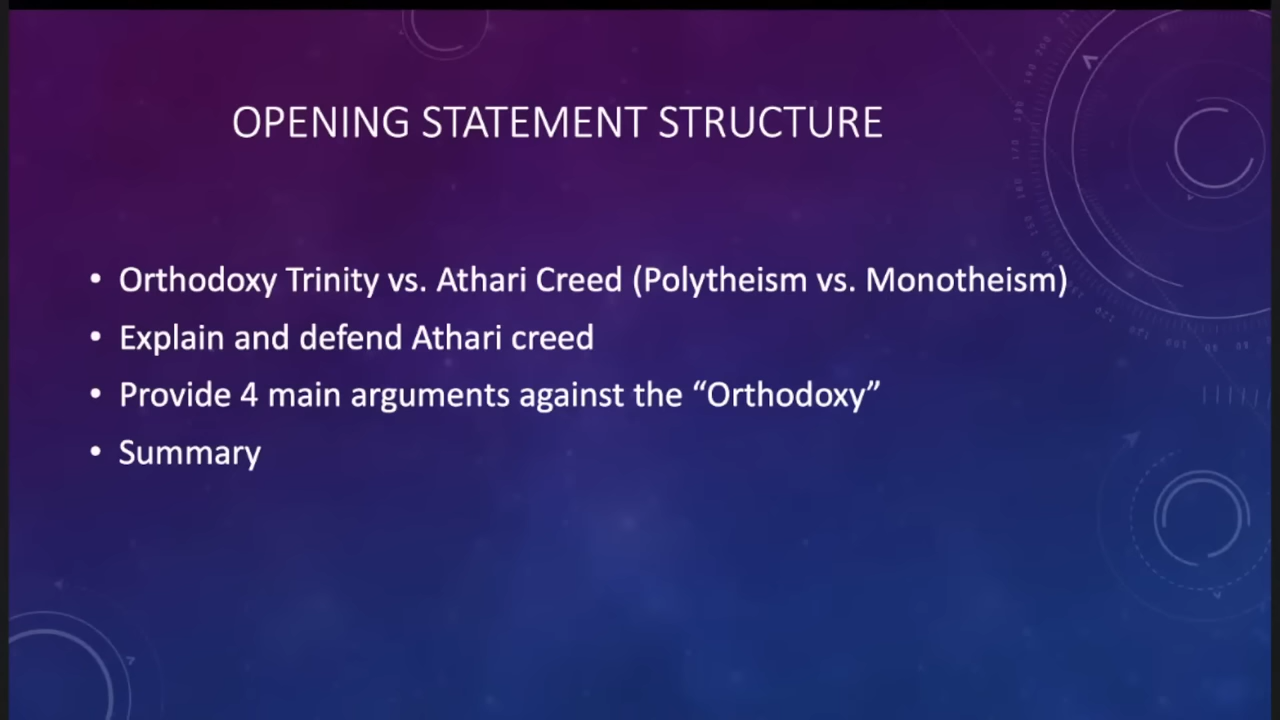 OPENING STATEMENT STRUCTURE
• Orthodoxy Trinity vs. Athari Creed (Polytheism vs. Monotheism)
• Explain and defend Athari creed
• Provide 4 main arguments against the “Orthodoxy”
• Summary